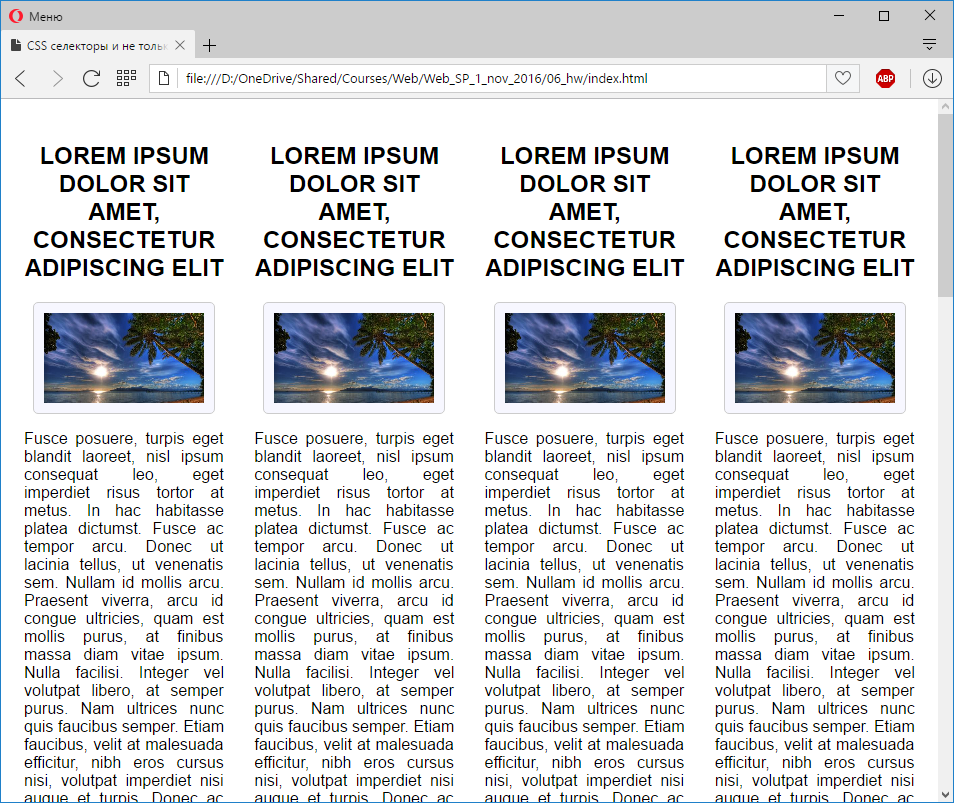 Меню
CSS селекторы и не тольк
file:///D:/OneDrive/Shared/Courses/Web/Web_SP_1_nov_2016/06_hw/index.html
ABP
LOREM IPSUM
DOLOR SIT
AMET,
CONSECTETUR
ADIPISCING ELIT
Fusce posuere, turpis eget
blandit laoreet, nisl ipsum
consequat leo, eget
imperdiet risus tortor at
metus. In hac habitasse
platea dictumst. Fusce ac
tempor arcu. Donec ut
lacinia tellus, ut venenatis
sem. Nullam id mollis arcu.
Praesent viverra, arcu id
congue ultricies, quam est
mollis purus, at finibus
massa diam vitae ipsum.
Nulla facilisi. Integer vel
volutpat libero, at semper
purus. Nam ultrices nunc
quis faucibus semper. Etiam
faucibus, velit at malesuada
efficitur, nibh eros cursus
nisi, volutpat imperdiet nisi
augue et turpis. Donec ac
LOREM IPSUM
DOLOR SIT
AMET,
CONSECTETUR
ADIPISCING ELIT
Fusce posuere, turpis eget
blandit laoreet, nisl ipsum
consequat leo, eget
imperdiet risus tortor at
metus. In hac habitasse
platea dictumst. Fusce ac
tempor arcu. Donec ut
lacinia tellus, ut venenatis
sem. Nullam id mollis arcu.
Praesent viverra, arcu id
congue ultricies, quam est
mollis purus, at finibus
massa diam vitae ipsum.
Nulla facilisi. Integer vel
volutpat libero, at semper
purus. Nam ultrices nunc
quis faucibus semper. Etiam
faucibus, velit at malesuada
efficitur, nibh eros cursus
nisi, volutpat imperdiet nisi
augue et turpis. Donec ac
LOREM IPSUM
DOLOR SIT
AMET,
CONSECTETUR
ADIPISCING ELIT
Fusce posuere, turpis eget
blandit laoreet, nisl ipsum
consequat leo, eget
imperdiet risus tortor at
metus. In hac habitasse
platea dictumst. Fusce ac
tempor arcu. Donec ut
lacinia tellus, ut venenatis
sem. Nullam id mollis arcu.
Praesent viverra, arcu id
congue ultricies, quam est
mollis purus, at finibus
massa diam vitae ipsum.
Nulla facilisi. Integer vel
volutpat libero, at semper
purus. Nam ultrices nunc
quis faucibus semper. Etiam
faucibus, velit at malesuada
efficitur, nibh eros cursus
nisi, volutpat imperdiet nisi
augue et turpis. Donec ac
LOREM IPSUM
DOLOR SIT
AMET,
CONSECTETUR
ADIPISCING ELIT
Fusce posuere, turpis eget
blandit laoreet, nisl ipsum
consequat leo, eget
imperdiet risus tortor at
metus. In hac habitasse
platea dictumst. Fusce ac
tempor arcu. Donec ut
lacinia tellus, ut venenatis
sem. Nullam id mollis arcu.
Praesent viverra, arcu id
congue ultricies, quam est
mollis purus, at finibus
massa diam vitae ipsum.
Nulla facilisi. Integer vel
volutpat libero, at semper
purus. Nam ultrices nunc
quis faucibus semper. Etiam
faucibus, velit at malesuada
efficitur, nibh eros cursus
nisi, volutpat imperdiet nisi
augue et turpis. Donec ac